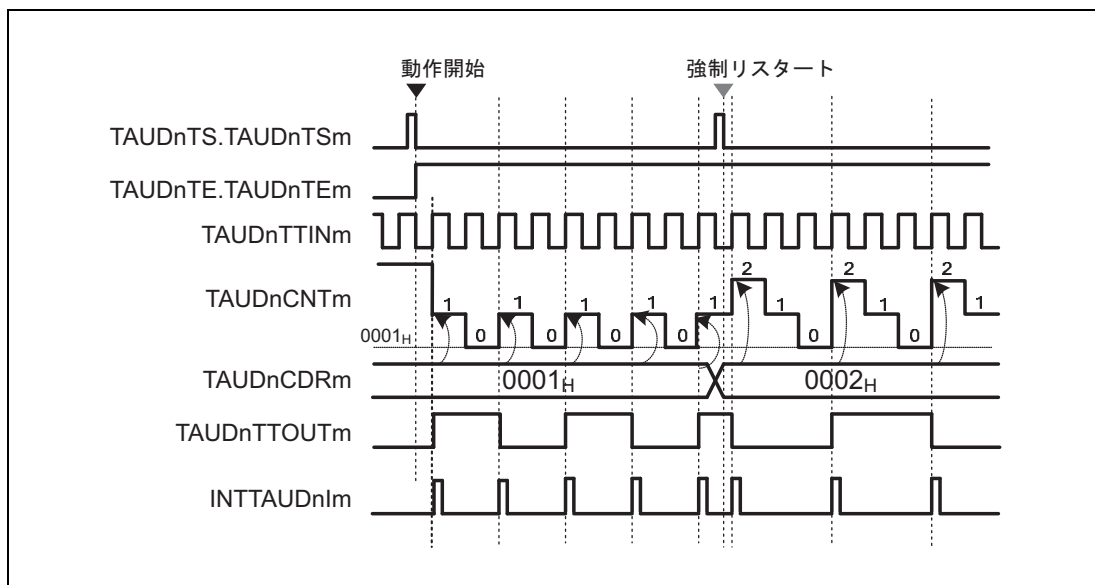 動作開始 強制リスタート
TAUDnTS.TAUDnTSm
TAUDnTE.TAUDnTEm
TAUDnTTINm
TAUDnCNTm
2 2 2
1 1 1 1 1 1 1 1
0 0 0 0 0 0
0001H
TAUDnCDRm
0001H 0002H
TAUDnTTOUTm
INTTAUDnIm